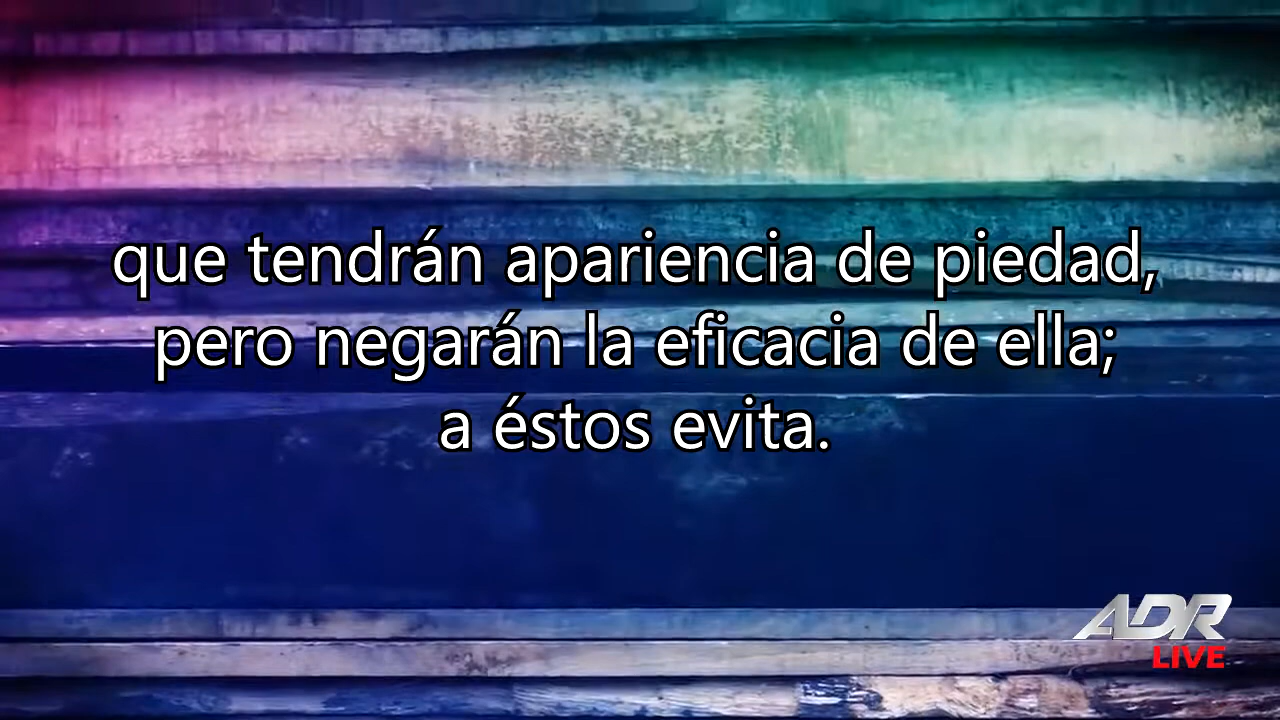 que tendrán apariencia de piedad,
pero negarán la eficacia de ella;
a éstos evita.
ADR
LIVE